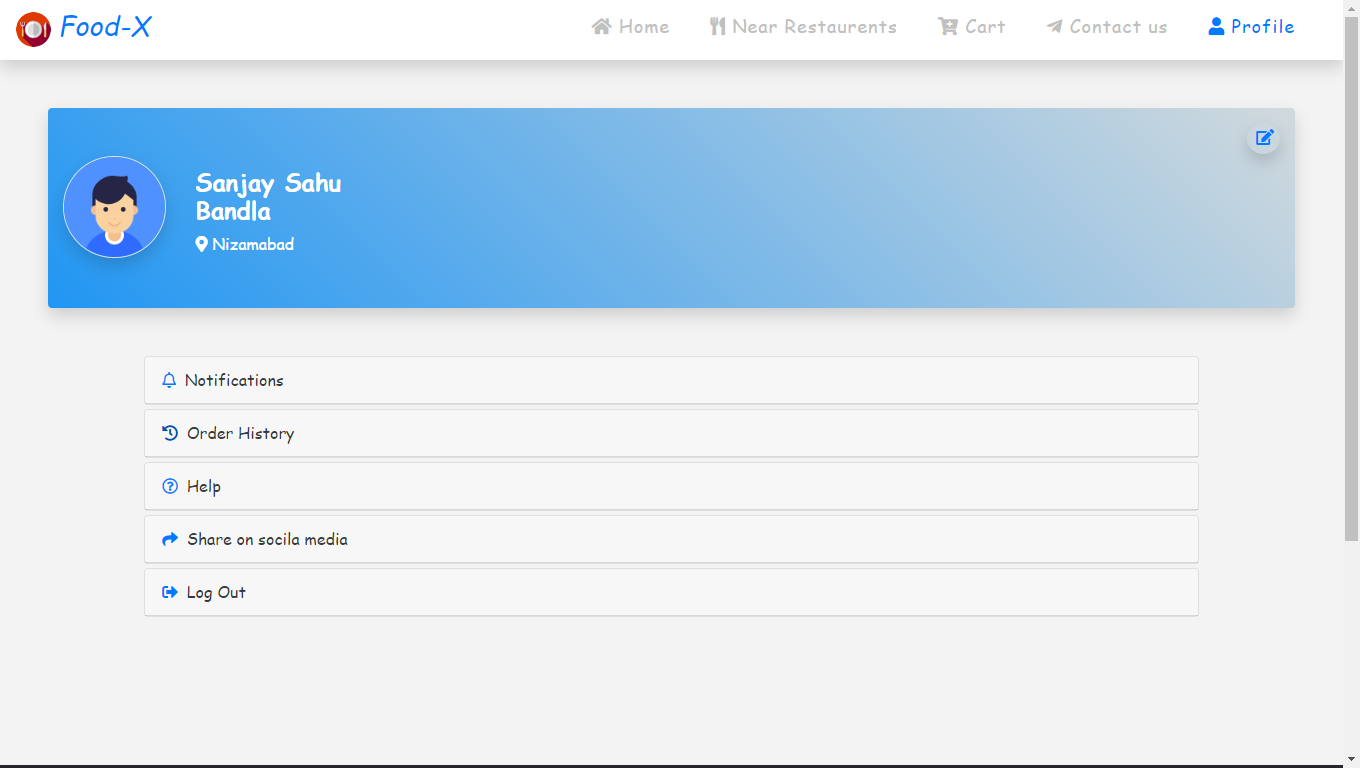 Food-X
Home
Near Restaurents
Cart
Contact us
Profile
Sanjay Sahu
Bandla
Nizamabad
Notifications
Order History
Help
Share on socila media
Log Out